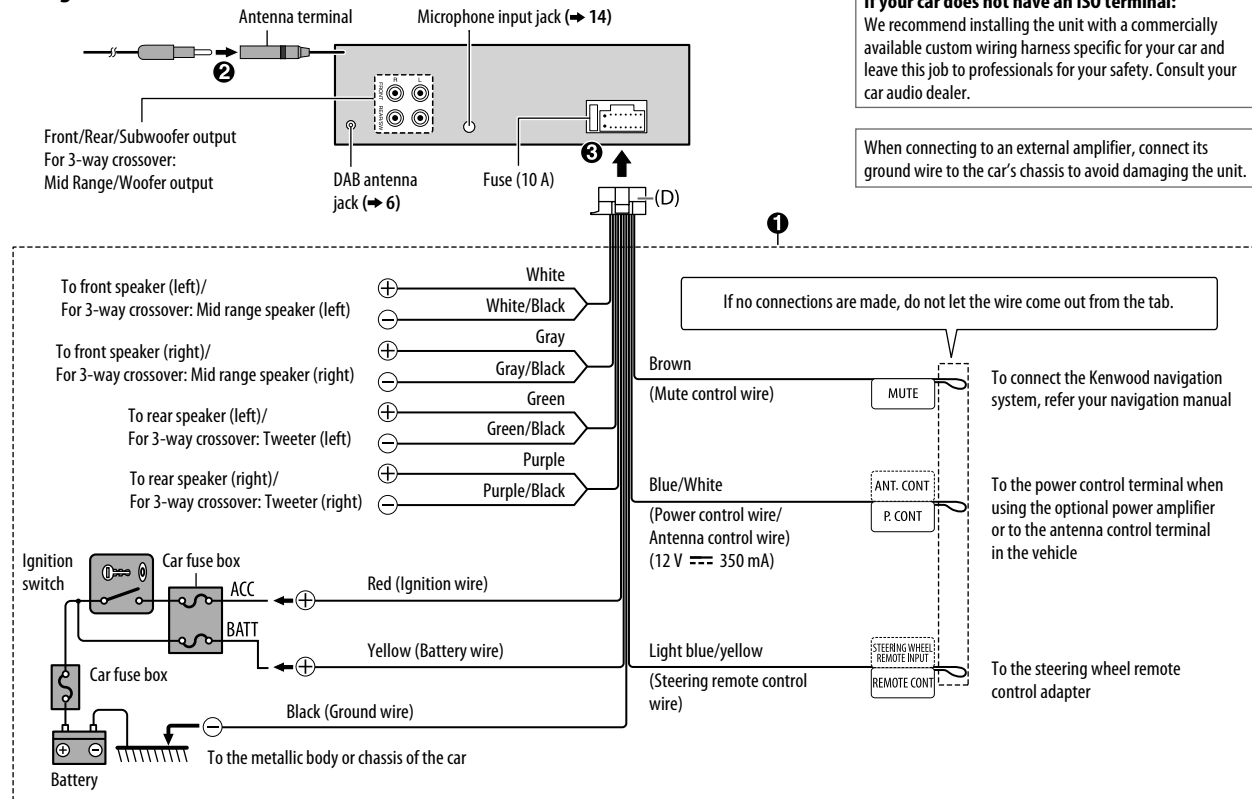 Antenna terminal
Microphone input jack (➜ 14)
If your car does not have an ISO terminal:
We recommend installing the unit with a commercially
available custom wiring harness specific for your car and
leave this job to professionals for your safety. Consult your
car audio dealer.
When connecting to an external amplifier, connect its
ground wire to the car's chassis to avoid damaging the unit.
❷
R
L
FRONT
REAR/SW
Front/Rear/Subwoofer output
For 3-way crossover:
Mid Range/Woofer output
DAB antenna
jack (➜ 6)
Fuse (10 A)
❸
(D)
❶
To front speaker (left)/
For 3-way crossover: Mid range speaker (left)
White
White/Black
To front speaker (right)/
For 3-way crossover: Mid range speaker (right)
Gray
Gray/Black
To rear speaker (left)/
For 3-way crossover: Tweeter (left)
Green
Green/Black
To rear speaker (right)/
For 3-way crossover: Tweeter (right)
Purple
Purple/Black
If no connections are made, do not let the wire come out from the tab.
Brown
(Mute control wire)
MUTE
To connect the Kenwood navigation
system, refer your navigation manual
Blue/White
(Power control wire/
Antenna control wire)
(12 V ⎓ 350 mA)
ANT. CONT
P. CONT
To the power control terminal when
using the optional power amplifier
or to the antenna control terminal
in the vehicle
Ignition
switch
Car fuse box
ACC
Red (Ignition wire)
BATT
Yellow (Battery wire)
Light blue/yellow
(Steering remote control
wire)
STEERING WHEEL
REMOTE INPUT
REMOTE CONT
To the steering wheel remote
control adapter
Car fuse box
Black (Ground wire)
To the metallic body or chassis of the car
Battery